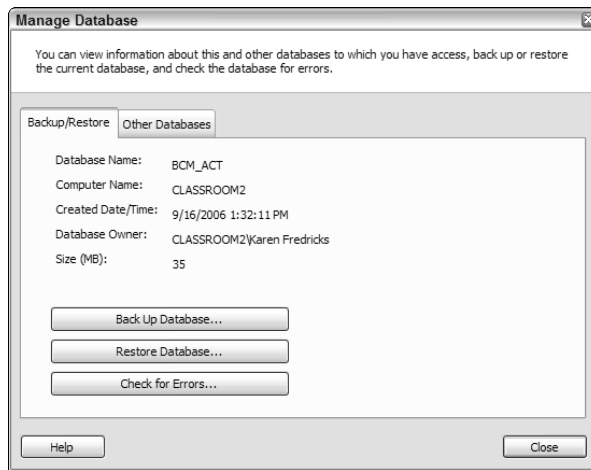 Manage Database
You can view information about this and other databases to which you have access, back up or restore
the current database, and check the database for errors.
Backup/Restore
Other Databases
Database Name: BCM_ACT
Computer Name: CLASSROOM2
Created Date/Time: 9/16/2006 1:32:11 PM
Database Owner: CLASSROOM2\Karen Fredricks
Size (MB): 35
Back Up Database...
Restore Database...
Check for Errors...
Help
Close